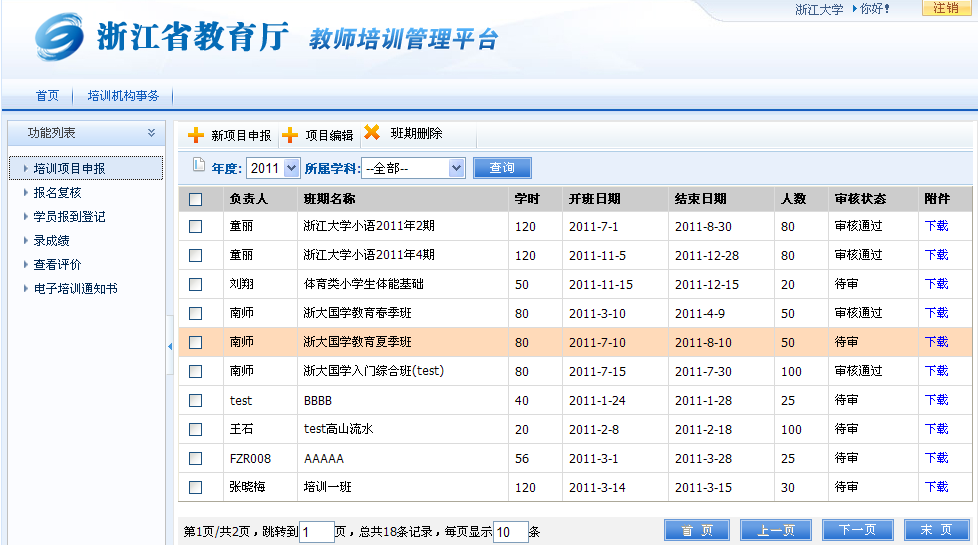 浙江大学 你好! 注销
浙江省教育厅 教师培训管理平台
首页 培训机构事务
功能列表
培训项目申报
报名复核
学员报到登记
录成绩
查看评价
电子培训通知书
新项目申报 项目编辑 班期删除
年度: 2011 所属学科: --全部-- 查询
负责人 班期名称 学时 开班日期 结束日期 人数 审核状态 附件
童丽 浙江大学小语2011年2期 120 2011-7-1 2011-8-30 80 审核通过 下载
童丽 浙江大学小语2011年4期 120 2011-11-5 2011-12-28 80 审核通过 下载
刘翔 体育类小学生体能基础 50 2011-11-15 2011-12-15 20 待审 下载
南师 浙大国学教育春季班 80 2011-3-10 2011-4-9 50 审核通过 下载
南师 浙大国学教育夏季班 80 2011-7-10 2011-8-10 50 待审 下载
南师 浙大国学入门综合班(test) 80 2011-7-15 2011-7-30 100 审核通过 下载
test BBBB 40 2011-1-24 2011-1-28 25 待审 下载
王石 test高山流水 20 2011-2-8 2011-2-18 100 待审 下载
FZR008 AAAAA 56 2011-3-1 2011-3-28 25 待审 下载
张晓梅 培训一班 120 2011-3-14 2011-3-15 30 待审 下载
第1页/共2页，跳转到 1 页，总共18条记录，每页显示 10 条 首 页 上一页 下一页 末 页